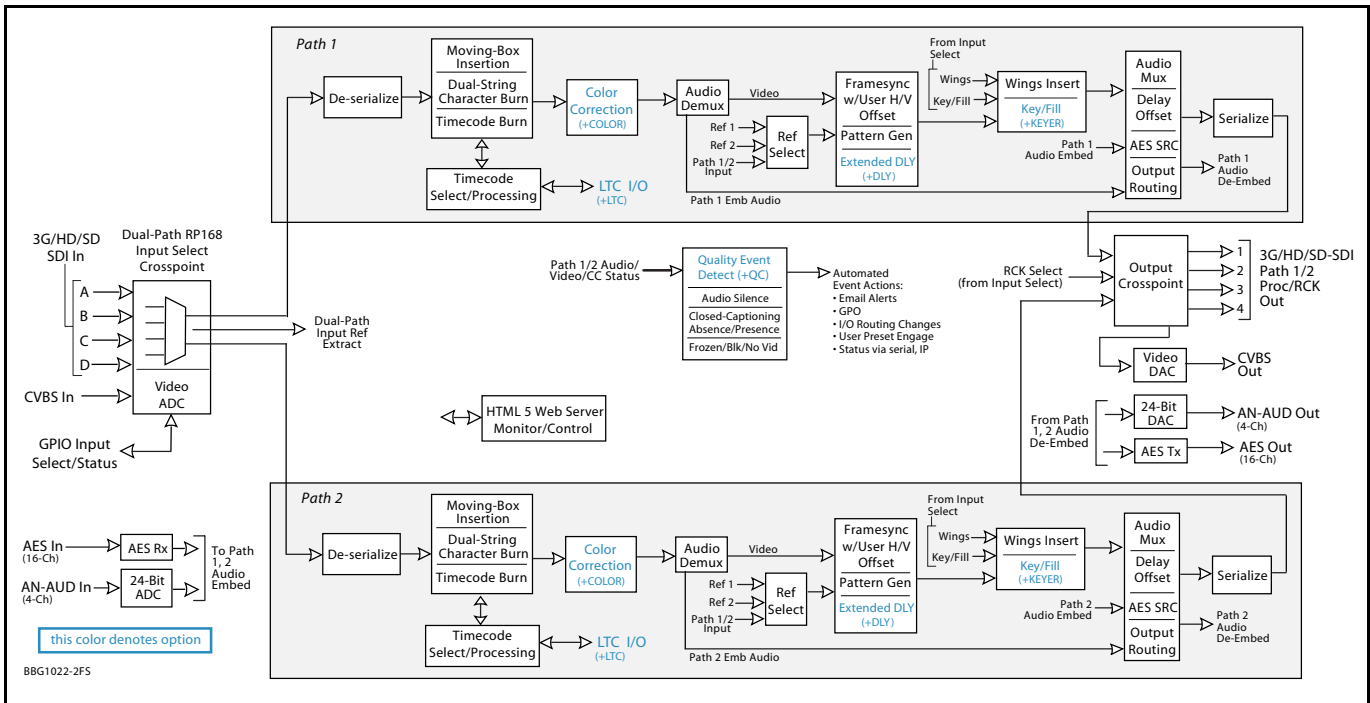 Path 1
De-serialize
Moving-Box
Insertion
Dual-String
Character Burn
Timecode Burn
Timecode
Select/Processing
LTC I/O
(+LTC)
Color
Correction
(+COLOR)
Audio
Demux
Video
Ref 1
Ref 2
Path 1/2
Input
Ref
Select
Path 1 Emb Audio
Framesync
w/User H/V
Offset
Pattern Gen
Extended DLY
(+DLY)
From Input
Select
Wings
Key/Fill
Wings Insert
Key/Fill
(+KEYER)
Path 1
Audio Embed
Audio
Mux
Delay
Offset
AES SRC
Output
Routing
Path 1
Audio
De-Embed
Serialize
3G/HD/SD
SDI In
Dual-Path RP168
Input Select
Crosspoint
A
B
C
D
CVBS In
Video
ADC
GPIO Input
Select/Status
Dual-Path
Input Ref
Extract
Path 1/2 Audio/
Video/CC Status
Quality Event
Detect (+QC)
Audio Silence
Closed-Captioning
Absence/Presence
Frozen/Blk/No Vid
Automated
Event Actions:
• Email Alerts
• GPO
• I/O Routing Changes
• User Preset Engage
• Status via serial, IP
HTML 5 Web Server
Monitor/Control
RCK Select
(from Input Select)
Output
Crosspoint
1
2
3
4
3G/HD/SD-SDI
Path 1/2
Proc/RCK
Out
Video
DAC
CVBS
Out
From Path
1, 2 Audio
De-Embed
24-Bit
DAC
AN-AUD Out
(4-Ch)
AES Tx
AES Out
(16-Ch)
AES In
(16-Ch)
AES Rx
AN-AUD In
(4-Ch)
24-Bit
ADC
To Path
1, 2
Audio
Embed
this color denotes option
BBG1022-2FS
Path 2
De-serialize
Moving-Box
Insertion
Dual-String
Character Burn
Timecode Burn
Timecode
Select/Processing
LTC I/O
(+LTC)
Color
Correction
(+COLOR)
Audio
Demux
Video
Ref 1
Ref 2
Path 1/2
Input
Ref
Select
Path 2 Emb Audio
Framesync
w/User H/V
Offset
Pattern Gen
Extended DLY
(+DLY)
From Input
Select
Wings
Key/Fill
Wings Insert
Key/Fill
(+KEYER)
Path 2
Audio Embed
Audio
Mux
Delay
Offset
AES SRC
Output
Routing
Path 2
Audio
De-Embed
Serialize